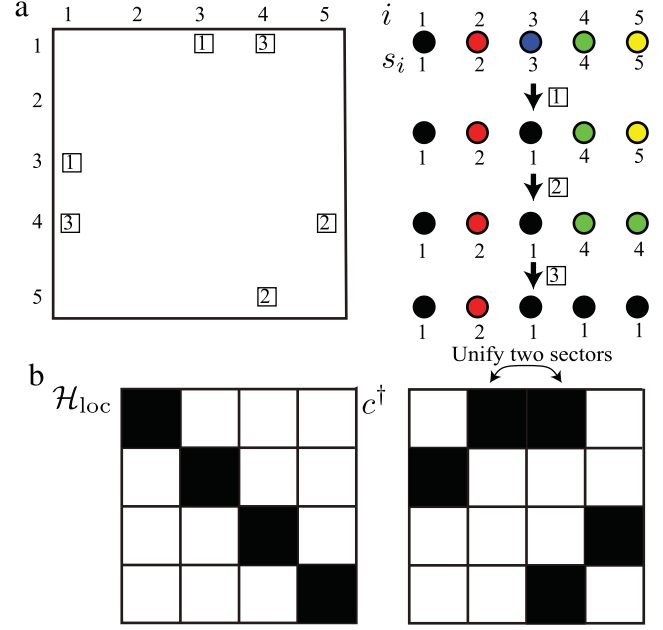 a
1 2 3 4 5
1 1 3
2
3 1
4 3 2
5 2
i 1 2 3 4 5
s_i 1 2 3 4 5
1
1 2 1 4 5
2
1 2 1 4 4
3
1 2 1 1 1
b
Unify two sectors
ℋ_loc
c†